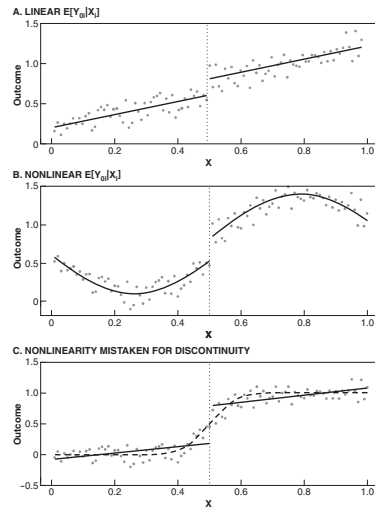 A. LINEAR E[Y0i|Xi]
1.5
1.0
0.5
0
Outcome
0 0.2 0.4 0.6 0.8 1.0
X
B. NONLINEAR E[Y0i|Xi]
1.5
1.0
0.5
0
Outcome
0 0.2 0.4 0.6 0.8 1.0
X
C. NONLINEARITY MISTAKEN FOR DISCONTINUITY
1.5
1.0
0.5
0
−0.5
Outcome
0 0.2 0.4 0.6 0.8 1.0
X